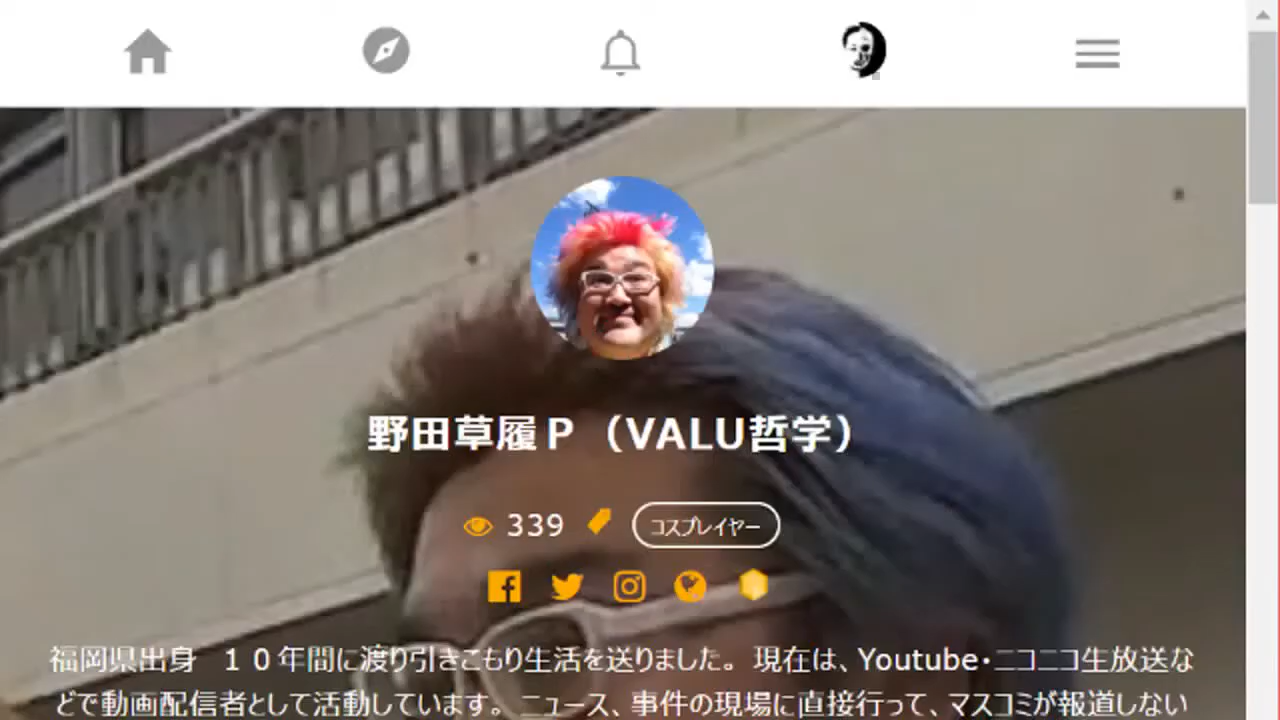 野田草履P（VALU哲学）
339 コスプレイヤー
福岡県出身　１０年間に渡り引きこもり生活を送りました。現在は、Youtube・ニコニコ生放送な
どで動画配信者として活動しています。ニュース、事件の現場に直接行って、マスコミが報道しない